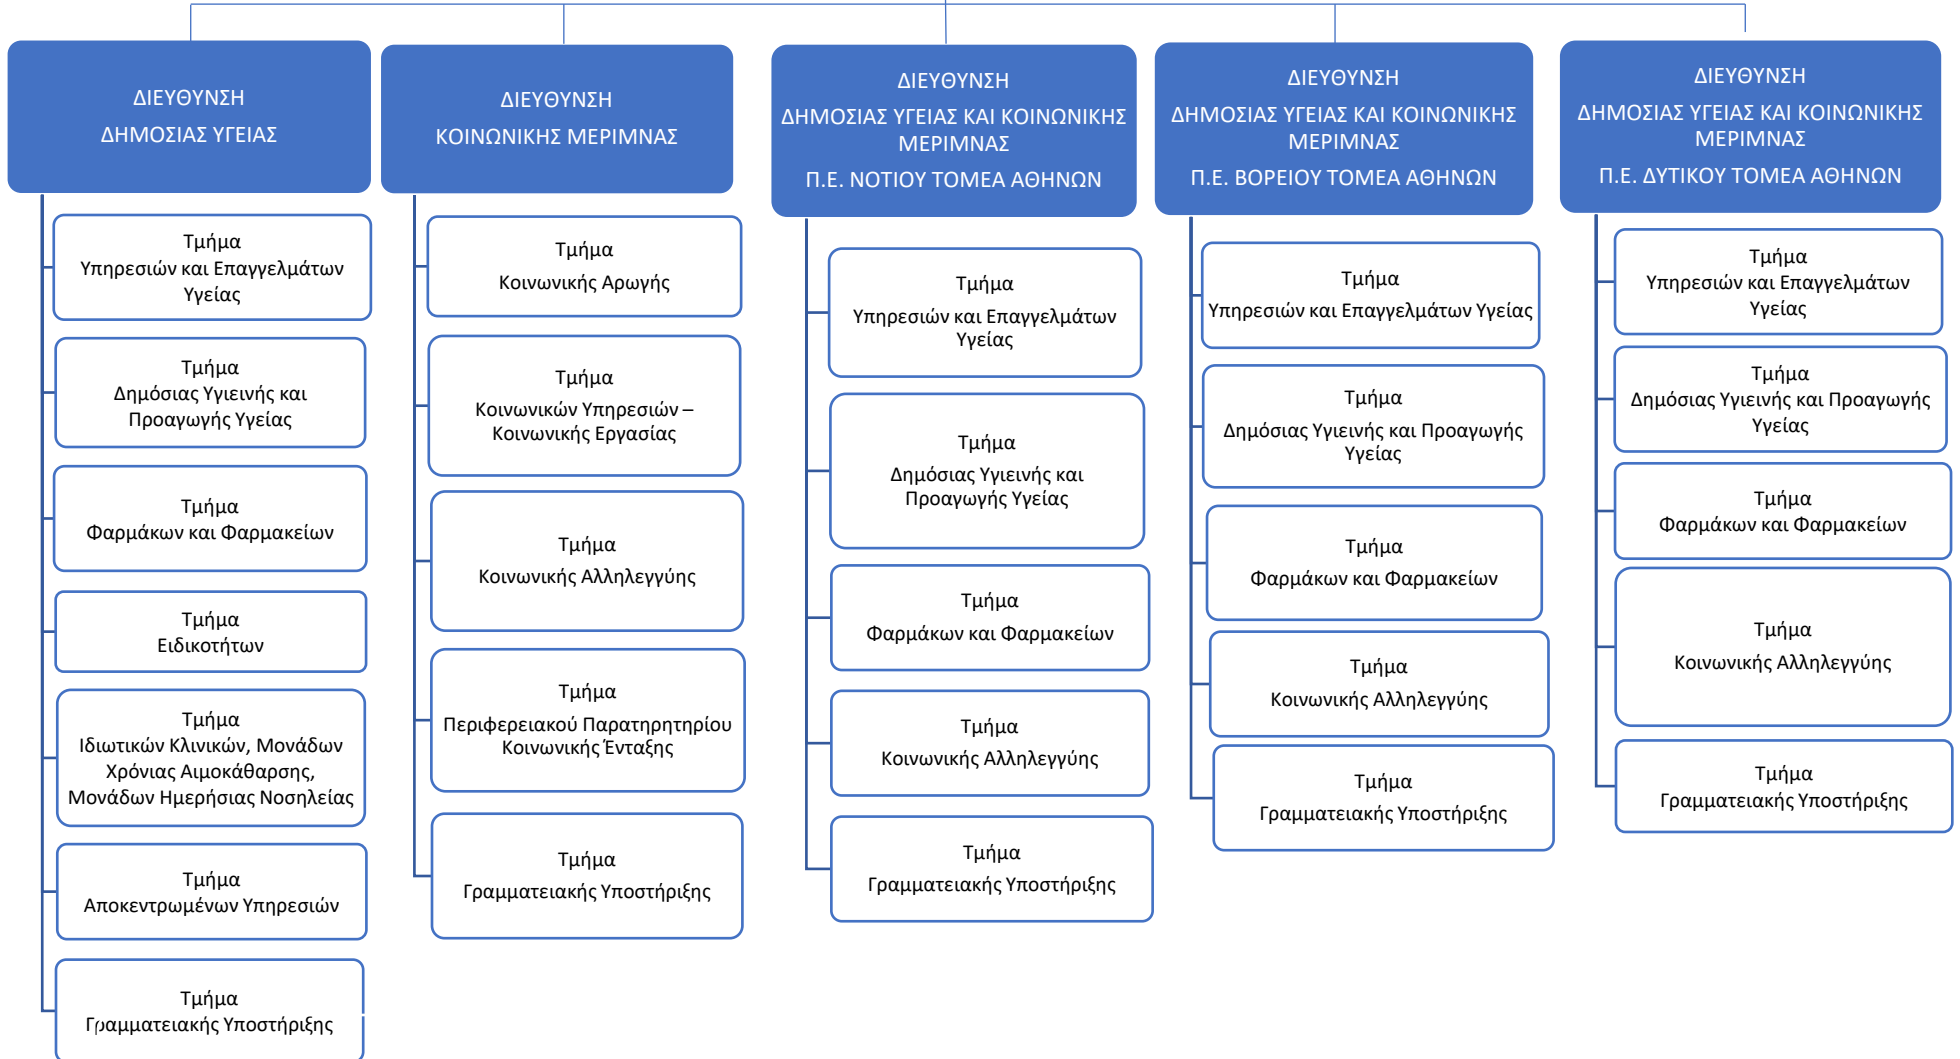 ΔΙΕΥΘΥΝΣΗ
ΔΗΜΟΣΙΑΣ ΥΓΕΙΑΣ
Τμήμα
Υπηρεσιών και Επαγγελμάτων
Υγείας
Τμήμα
Δημόσιας Υγιεινής και
Προαγωγής Υγείας
Τμήμα
Φαρμάκων και Φαρμακείων
Τμήμα
Ειδικοτήτων
Τμήμα
Ιδιωτικών Κλινικών, Μονάδων
Χρόνιας Αιμοκάθαρσης,
Μονάδων Ημερήσιας Νοσηλείας
Τμήμα
Αποκεντρωμένων Υπηρεσιών
Τμήμα
Γραμματειακής Υποστήριξης
ΔΙΕΥΘΥΝΣΗ
ΚΟΙΝΩΝΙΚΗΣ ΜΕΡΙΜΝΑΣ
Τμήμα
Κοινωνικής Αρωγής
Τμήμα
Κοινωνικών Υπηρεσιών –
Κοινωνικής Εργασίας
Τμήμα
Κοινωνικής Αλληλεγγύης
Τμήμα
Περιφερειακού Παρατηρητηρίου
Κοινωνικής Ένταξης
Τμήμα
Γραμματειακής Υποστήριξης
ΔΙΕΥΘΥΝΣΗ
ΔΗΜΟΣΙΑΣ ΥΓΕΙΑΣ ΚΑΙ ΚΟΙΝΩΝΙΚΗΣ
ΜΕΡΙΜΝΑΣ
Π.Ε. ΝΟΤΙΟΥ ΤΟΜΕΑ ΑΘΗΝΩΝ
Τμήμα
Υπηρεσιών και Επαγγελμάτων
Υγείας
Τμήμα
Δημόσιας Υγιεινής και
Προαγωγής Υγείας
Τμήμα
Φαρμάκων και Φαρμακείων
Τμήμα
Κοινωνικής Αλληλεγγύης
Τμήμα
Γραμματειακής Υποστήριξης
ΔΙΕΥΘΥΝΣΗ
ΔΗΜΟΣΙΑΣ ΥΓΕΙΑΣ ΚΑΙ ΚΟΙΝΩΝΙΚΗΣ
ΜΕΡΙΜΝΑΣ
Π.Ε. ΒΟΡΕΙΟΥ ΤΟΜΕΑ ΑΘΗΝΩΝ
Τμήμα
Υπηρεσιών και Επαγγελμάτων Υγείας
Τμήμα
Δημόσιας Υγιεινής και Προαγωγής
Υγείας
Τμήμα
Φαρμάκων και Φαρμακείων
Τμήμα
Κοινωνικής Αλληλεγγύης
Τμήμα
Γραμματειακής Υποστήριξης
ΔΙΕΥΘΥΝΣΗ
ΔΗΜΟΣΙΑΣ ΥΓΕΙΑΣ ΚΑΙ ΚΟΙΝΩΝΙΚΗΣ
ΜΕΡΙΜΝΑΣ
Π.Ε. ΔΥΤΙΚΟΥ ΤΟΜΕΑ ΑΘΗΝΩΝ
Τμήμα
Υπηρεσιών και Επαγγελμάτων
Υγείας
Τμήμα
Δημόσιας Υγιεινής και Προαγωγής
Υγείας
Τμήμα
Φαρμάκων και Φαρμακείων
Τμήμα
Κοινωνικής Αλληλεγγύης
Τμήμα
Γραμματειακής Υποστήριξης